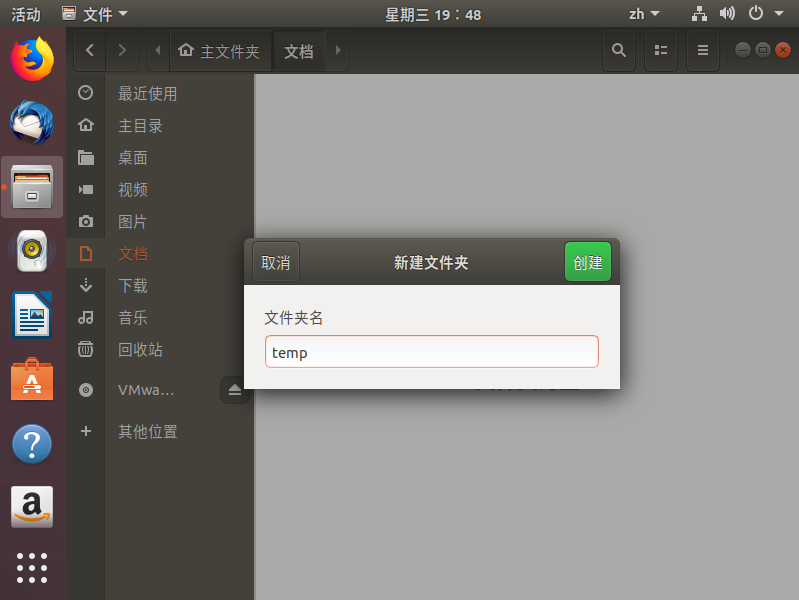 活动 文件 星期三 19：48 zh
主文件夹 文档
最近使用
主目录
桌面
视频
图片
文档
下载
音乐
回收站
VMwa…
其他位置
取消 新建文件夹 创建
文件夹名
temp